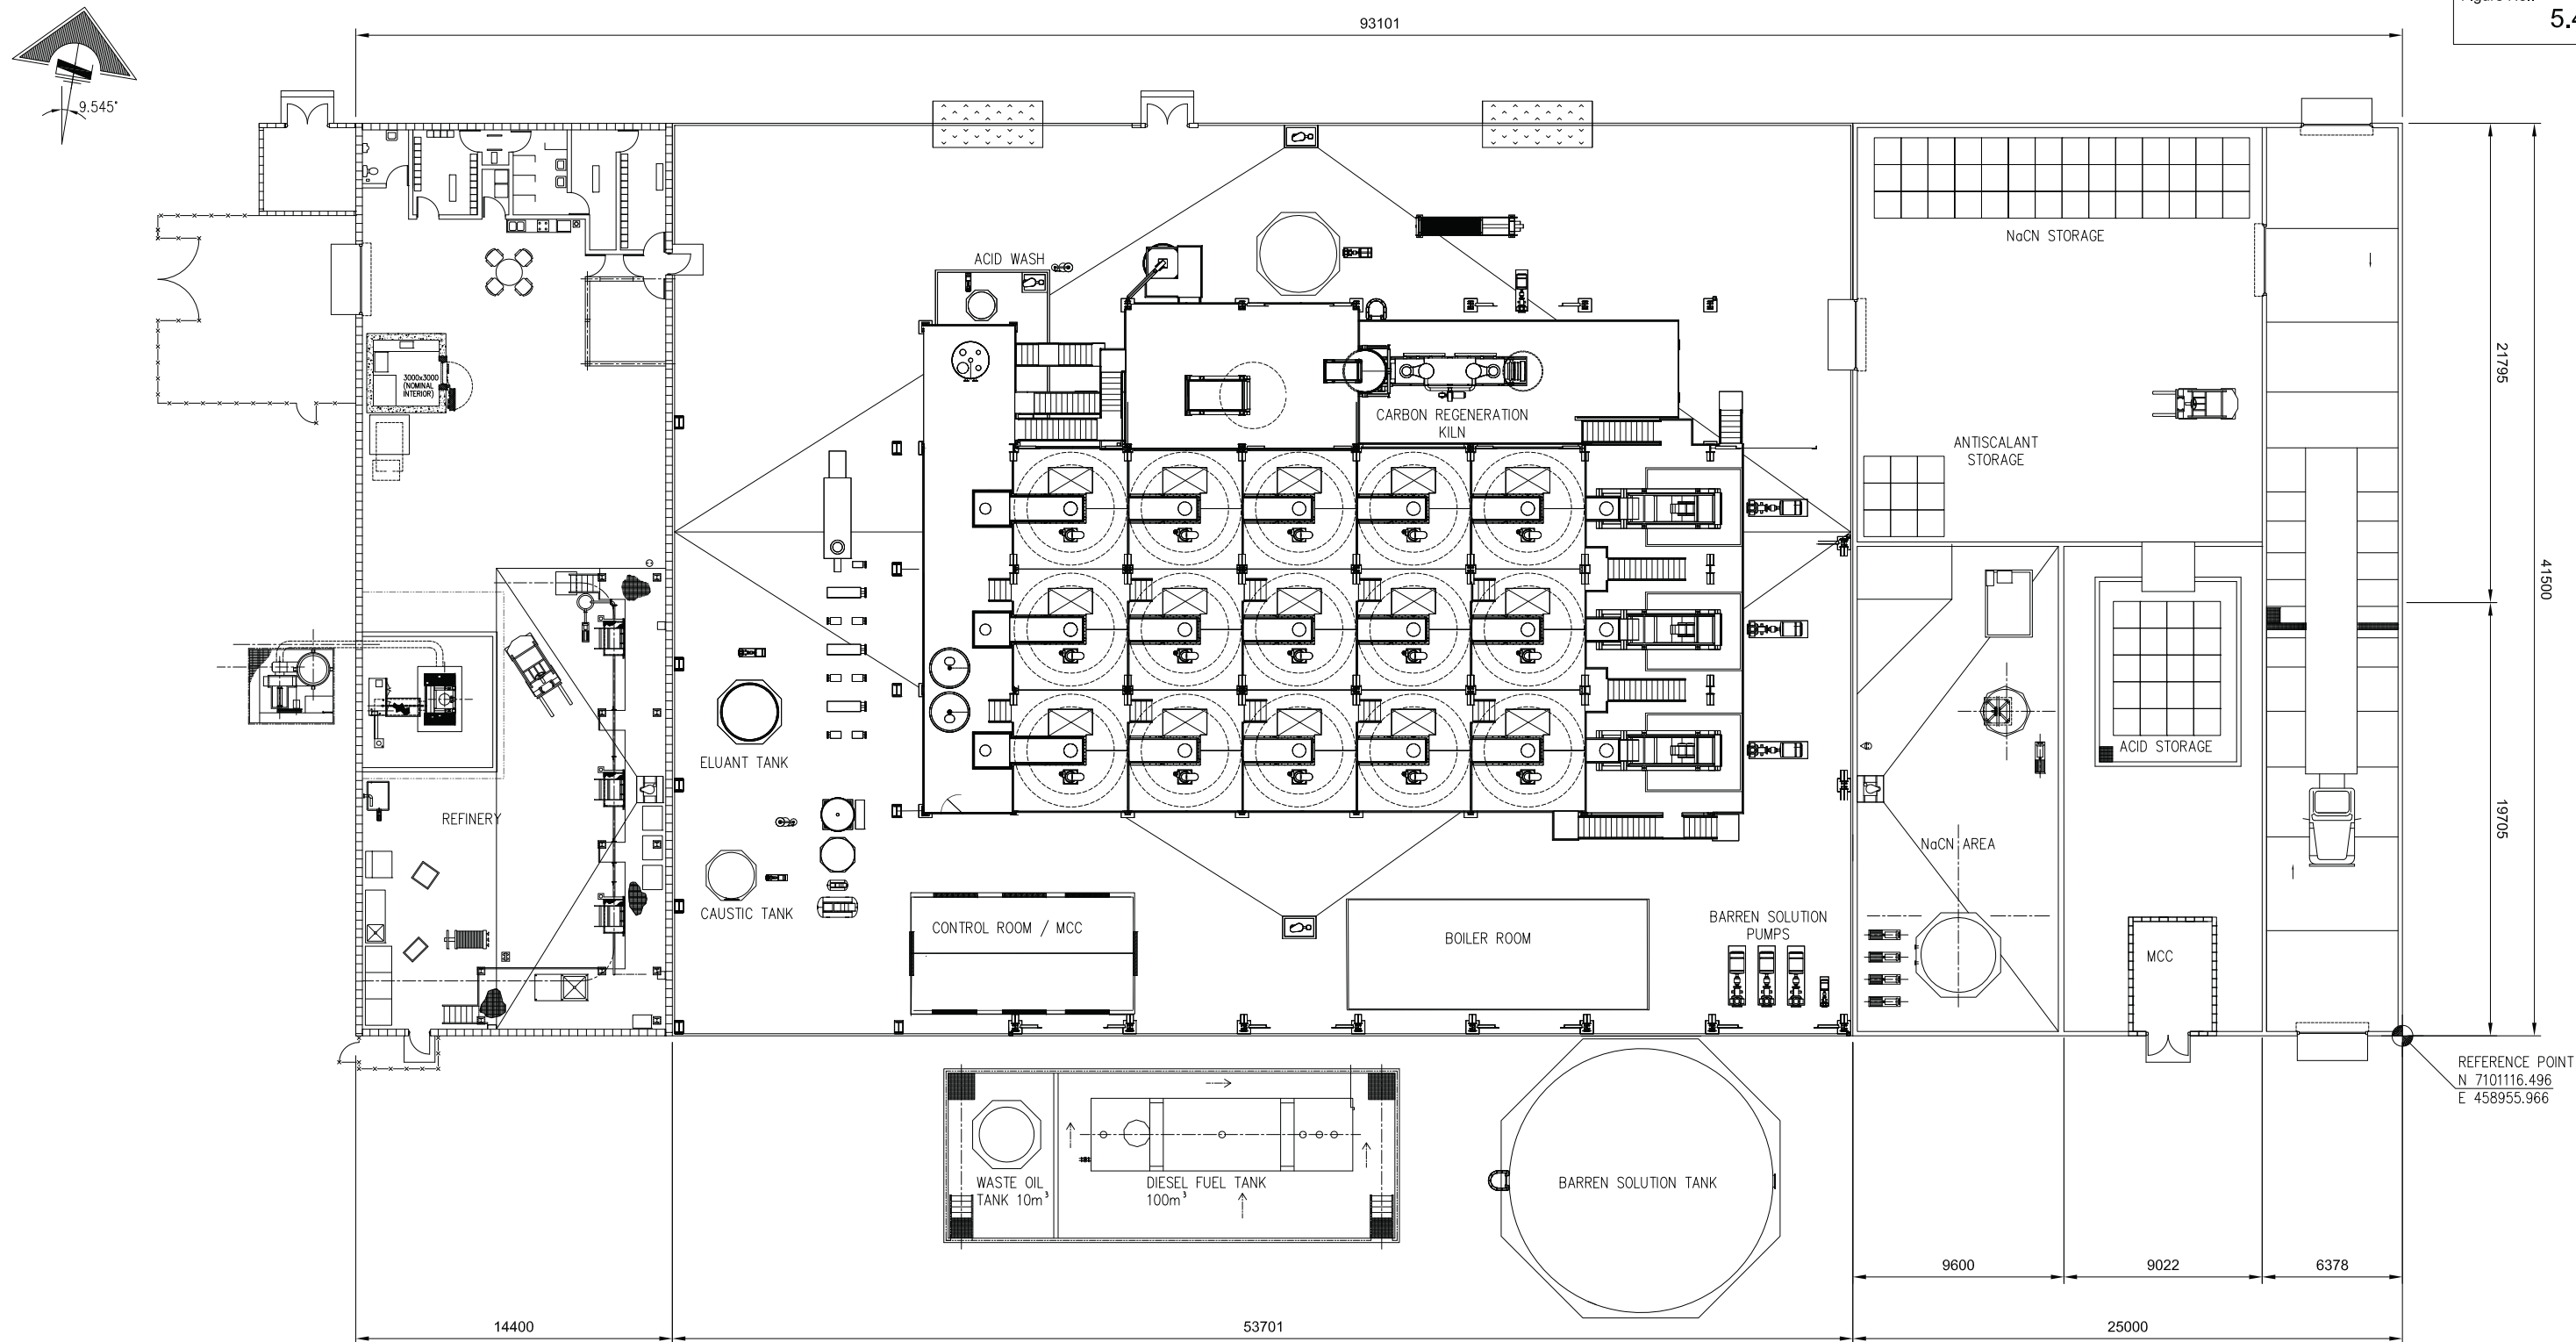 93101
5.4
9.545°
NaCN STORAGE
ACID WASH
3000x3000
(NOMINAL
INTERIOR)
21795
CARBON REGENERATION
KILN
ANTISCALANT
STORAGE
41500
ACID STORAGE
ELUANT TANK
REFINERY
19705
NaCN AREA
CAUSTIC TANK
CONTROL ROOM / MCC
BOILER ROOM
BARREN SOLUTION
PUMPS
MCC
REFERENCE POINT
N 7101116.496
E 458955.966
WASTE OIL
TANK 10m³
DIESEL FUEL TANK
100m³
BARREN SOLUTION TANK
9600
9022
6378
14400
53701
25000